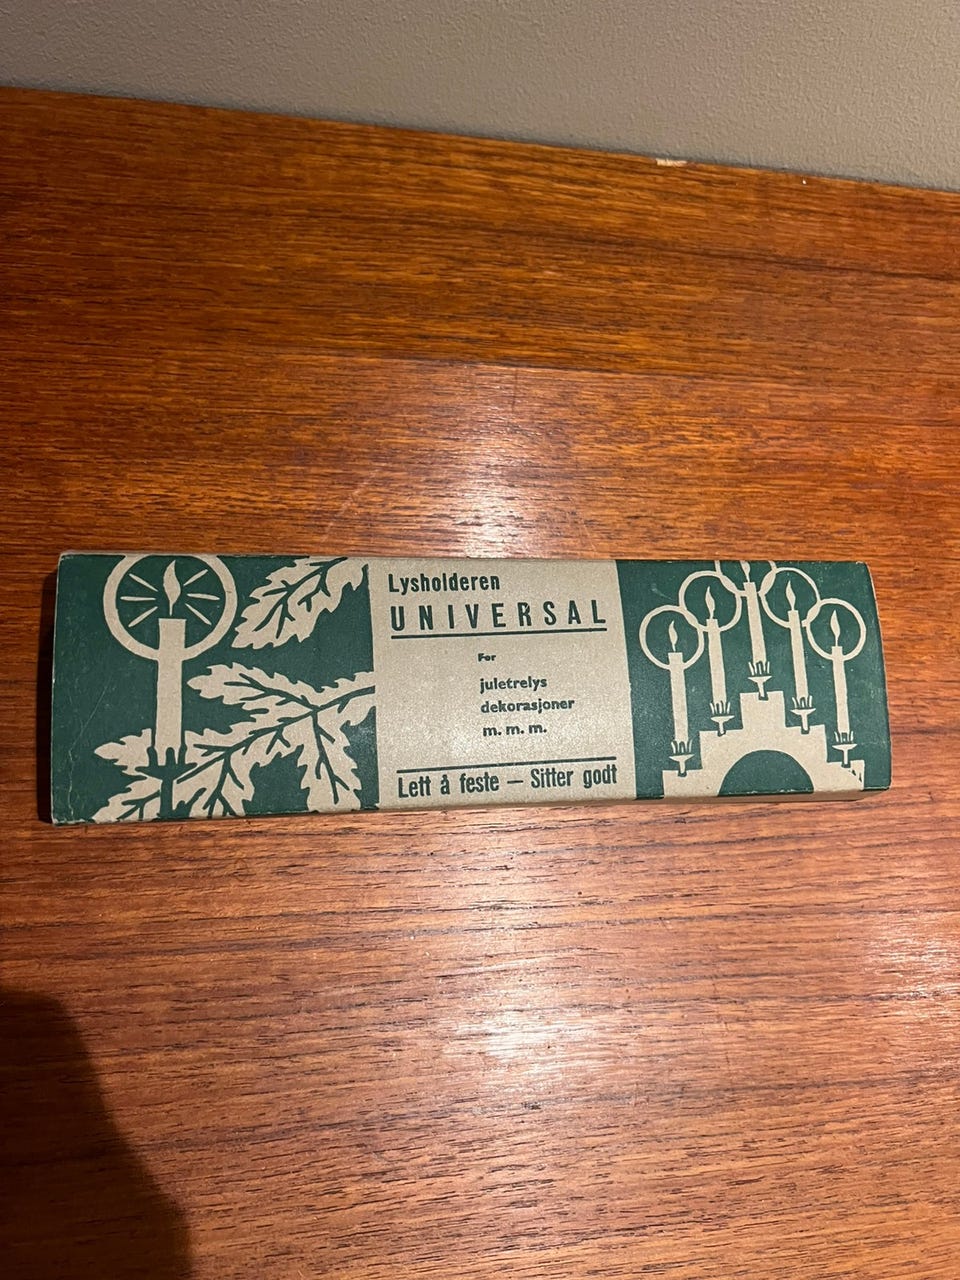 Lysholderen
UNIVERSAL
For
juletrelys
dekorasjoner
m. m. m.
Lett å feste — Sitter godt